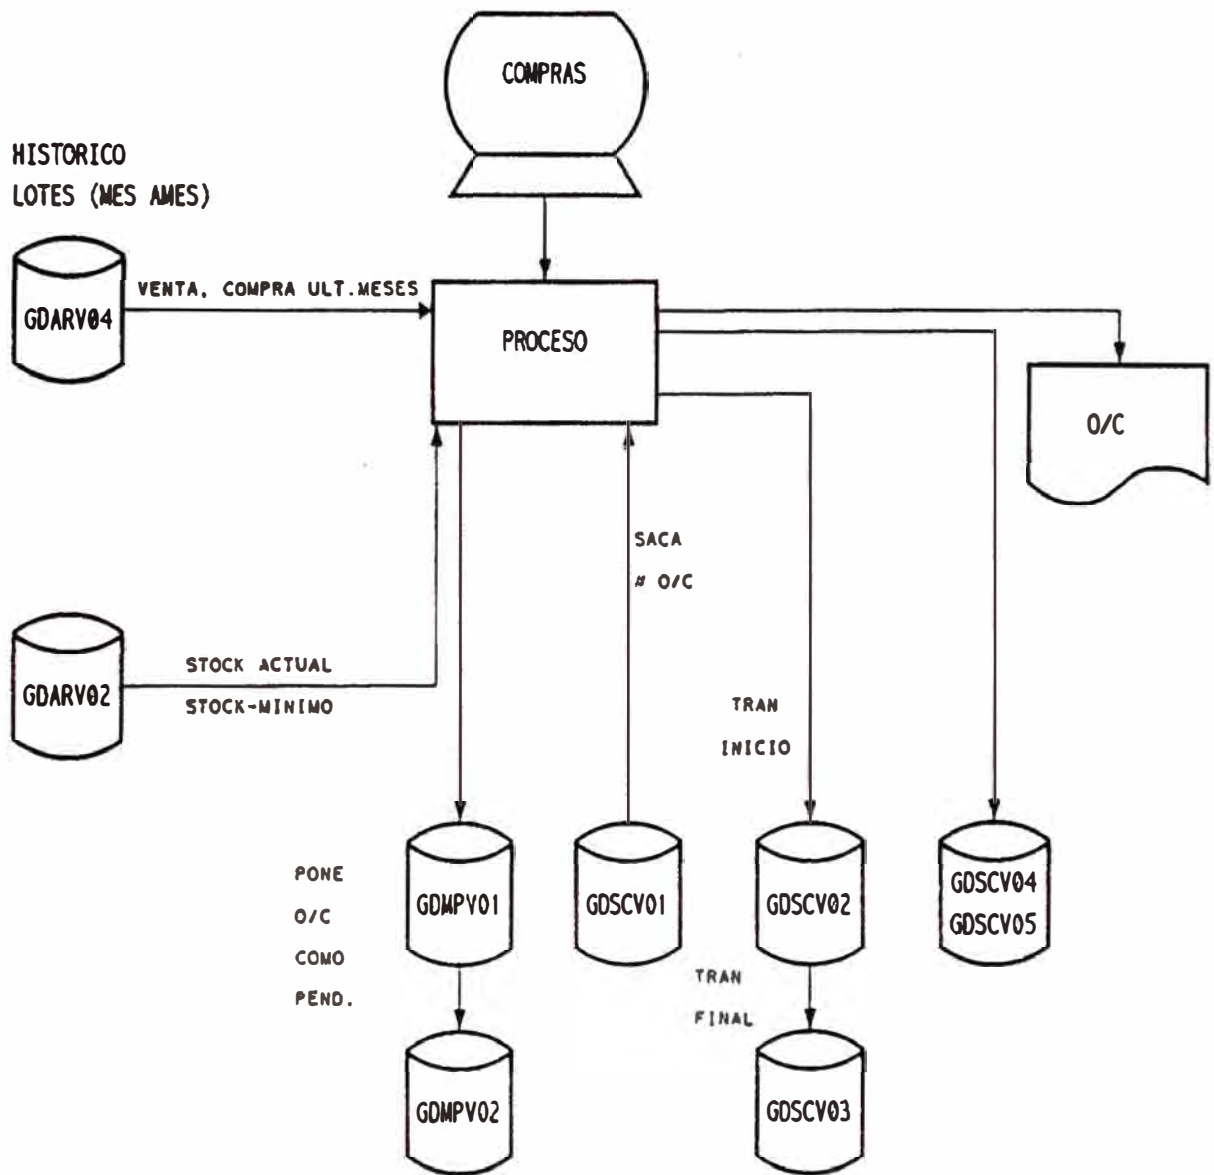 COMPRAS
HISTORICO
LOTES (MES AMES)
GDARV04
VENTA, COMPRA ULT.MESES
PROCESO
O/C
SACA
# O/C
GDARV02
STOCK ACTUAL
STOCK-MINIMO
TRAN
INICIO
PONE
O/C
COMO
PEND.
GDMPV01
GDSCV01
GDSCV02
GDSCV04
GDSCV05
TRAN
FINAL
GDMPV02
GDSCV03